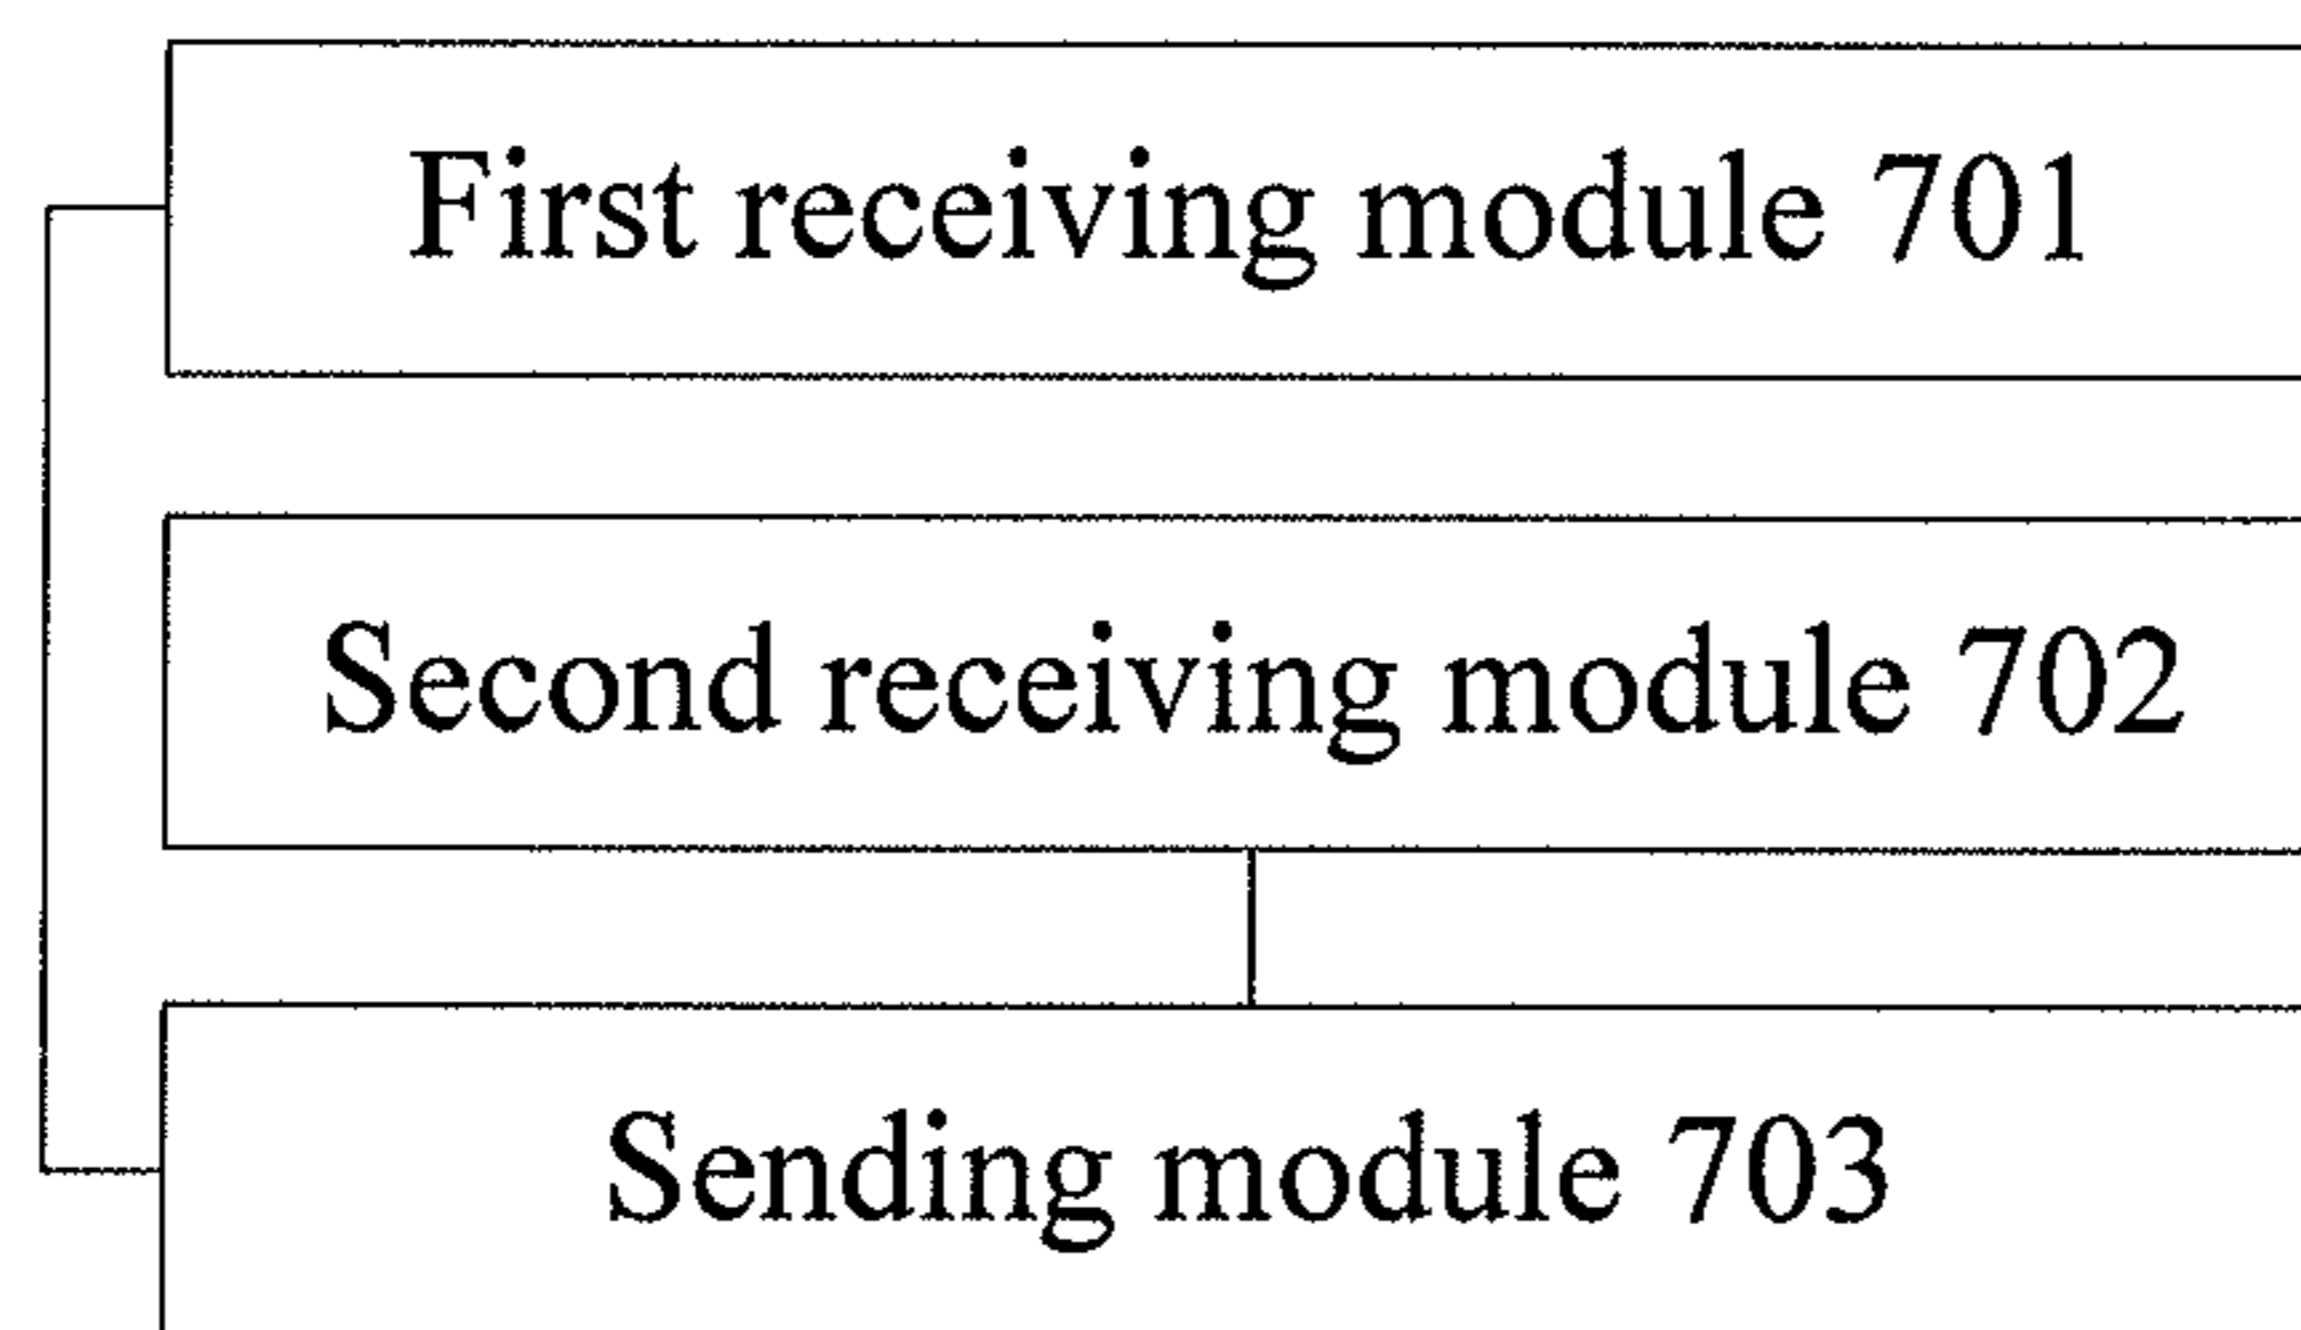 First receiving module 701
Second receiving module 702
Sending module 703